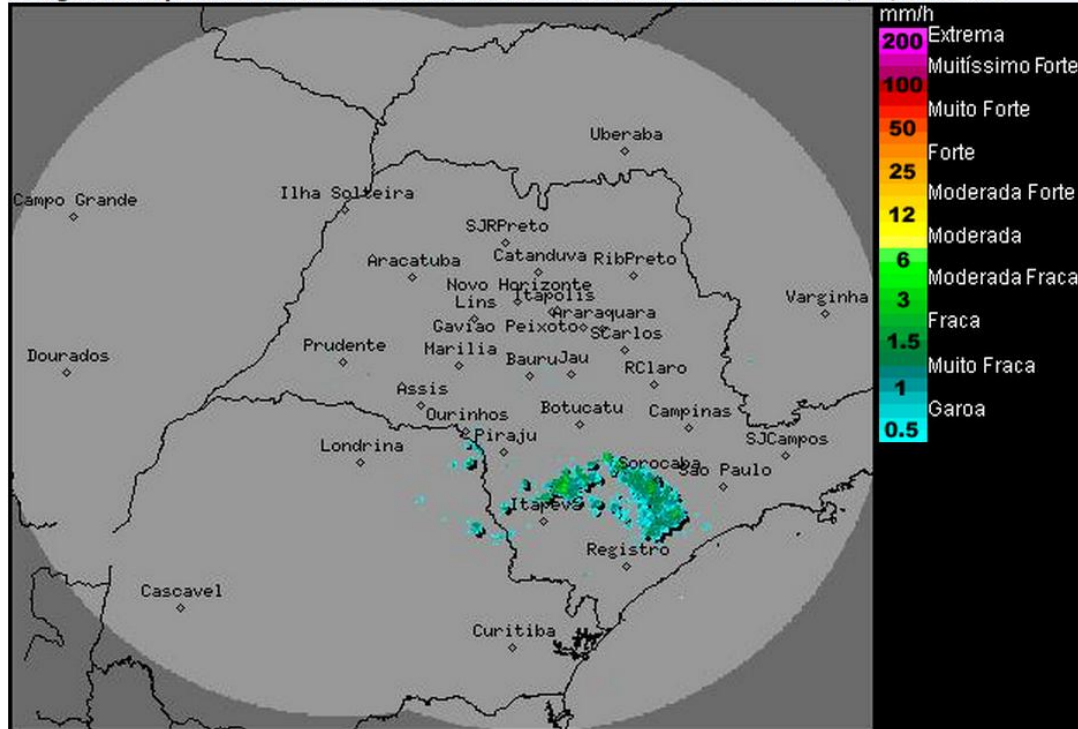 mm/h
200 Extrema
Muitíssimo Forte
100
Muito Forte
50
Forte
25
Moderada Forte
12
Moderada
6
Moderada Fraca
3
Fraca
1.5
Muito Fraca
1
Garoa
0.5
Uberaba
Ilha Solteira
Campo Grande
SJRPreto
Catanduva
RibPreto
Aracatuba
Novo Horizonte
Itapolis
Lins
Varginha
Araraquara
Gaviao Peixoto
SCarlos
Prudente
Marilia
Dourados
Bauru
Jau
RClaro
Assis
Ourinhos
Botucatu
Campinas
Piraju
Londrina
SJCampos
Sorocaba
Sao Paulo
Itapeva
Registro
Cascavel
Curitiba